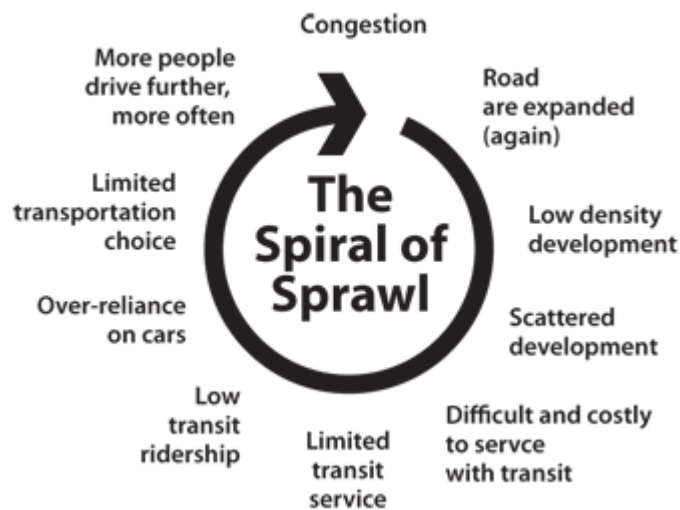 Congestion
Road
are expanded
(again)
Low density
development
Scattered
development
Difficult and costly
to servce
with transit
Limited
transit
service
Low
transit
ridership
Over-reliance
on cars
Limited
transportation
choice
More people
drive further,
more often
The
Spiral of
Sprawl